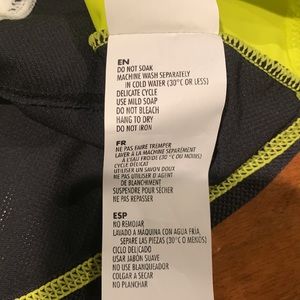 EN
DO NOT SOAK
MACHINE WASH SEPARATELY
IN COLD WATER (30°C OR LESS)
DELICATE CYCLE
USE MILD SOAP
DO NOT BLEACH
HANG TO DRY
DO NOT IRON
FR
NE PAS FAIRE TREMPER
LAVER À LA MACHINE SÉPARÉMENT
À L'EAU FROIDE (30°C OU MOINS)
CYCLE DÉLICAT
UTILISER UN SAVON DOUX
NE PAS UTILISER D'AGENT
DE BLANCHIMENT
SUSPENDRE POUR SÉCHER
NE PAS REPASSER
ESP
NO REMOJAR
LAVADO A MÁQUINA CON AGUA FRÍA,
SEPARE LAS PIEZAS (30°C O MENOS)
CICLO DELICADO
USAR JABÓN SUAVE
NO USE BLANQUEADOR
COLGAR A SECAR
NO PLANCHAR